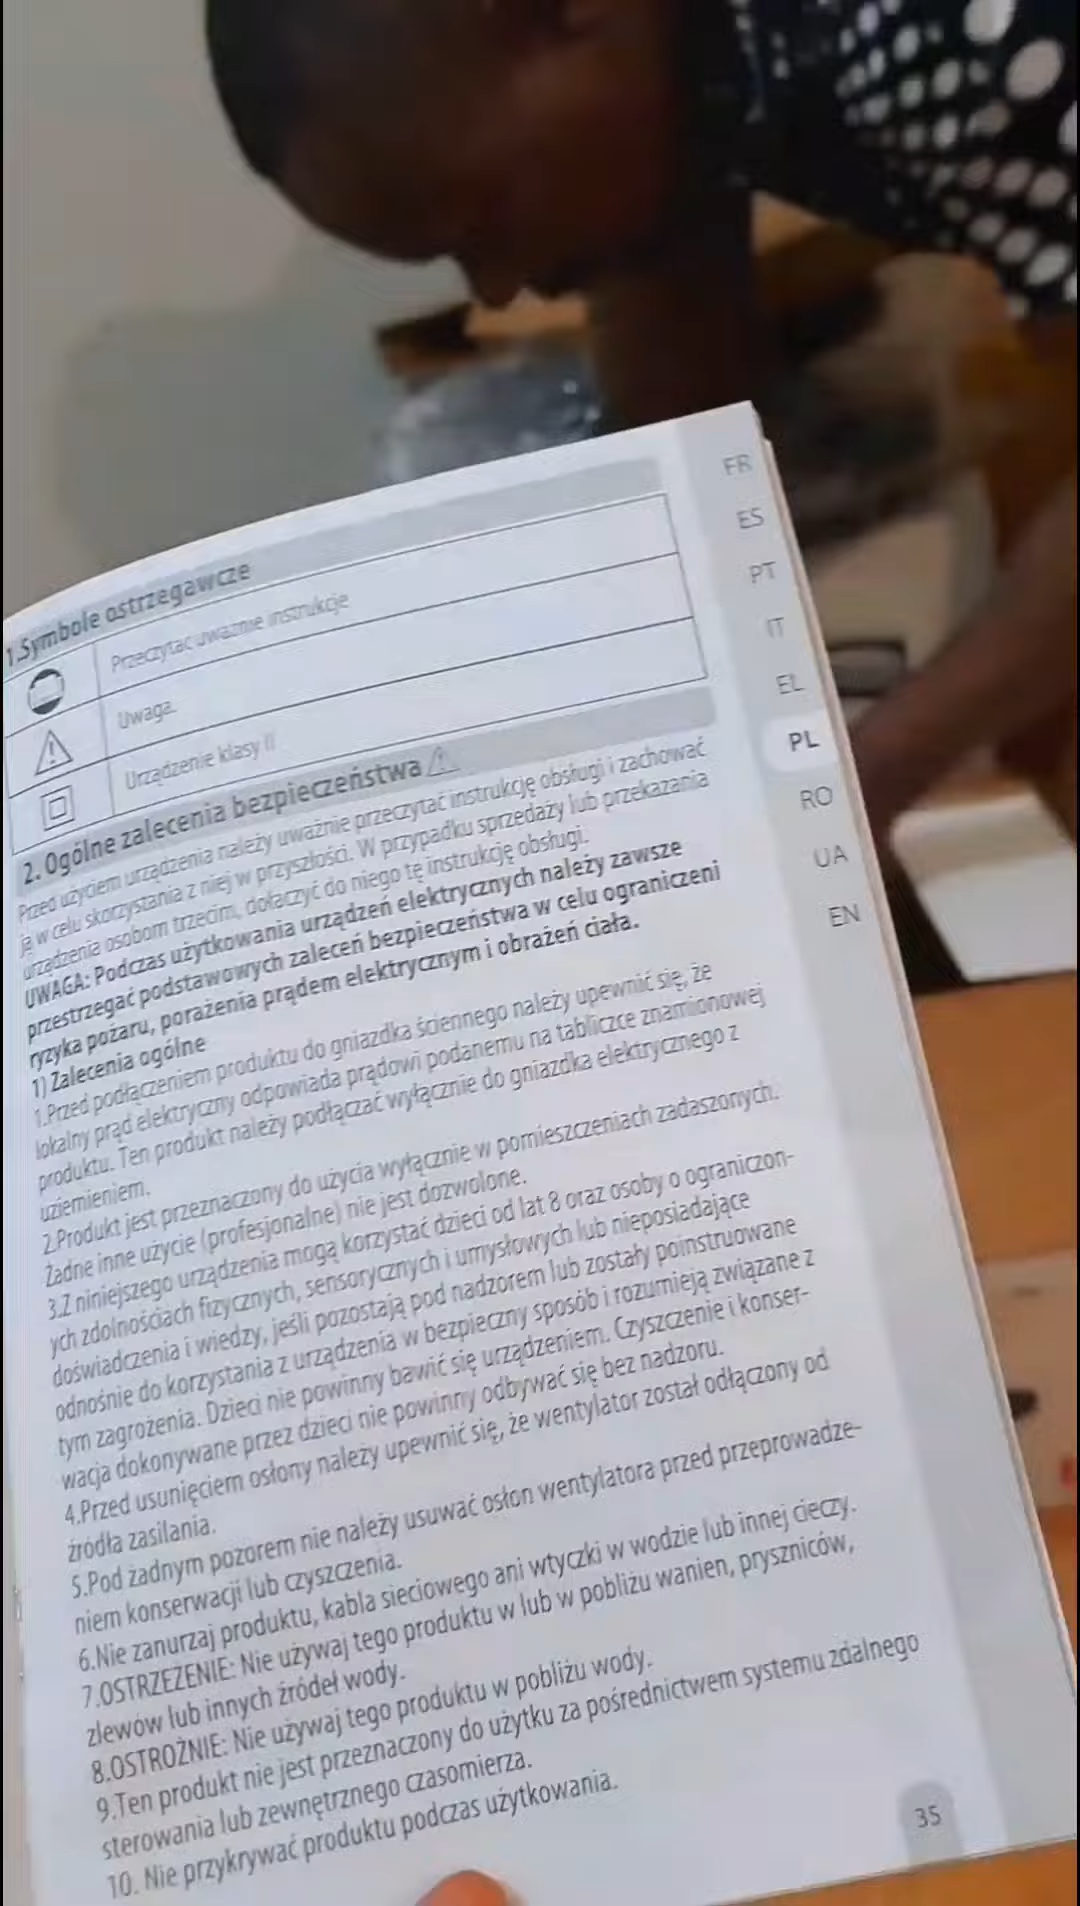 1.Symbole ostrzegawcze
Przeczytać uważnie instrukcje
Uwaga.
Urządzenie klasy II
2. Ogólne zalecenia bezpieczeństwa
Przed użyciem urządzenia należy uważnie przeczytać instrukcję obsługi i zachować
ją w celu skorzystania z niej w przyszłości. W przypadku sprzedaży lub przekazania
urządzenia osobom trzecim, dołączyć do niego tę instrukcję obsługi.
UWAGA: Podczas użytkowania urządzeń elektrycznych należy zawsze
przestrzegać podstawowych zaleceń bezpieczeństwa w celu ograniczeni
ryzyka pożaru, porażenia prądem elektrycznym i obrażeń ciała.
1) Zalecenia ogólne
1.Przed podłączeniem produktu do gniazdka ściennego należy upewnić się, że
lokalny prąd elektryczny odpowiada prądowi podanemu na tabliczce znamionowej
produktu. Ten produkt należy podłączać wyłącznie do gniazdka elektrycznego z
uziemieniem.
2.Produkt jest przeznaczony do użycia wyłącznie w pomieszczeniach zadaszonych.
Żadne inne użycie (profesjonalne) nie jest dozwolone.
3.Z niniejszego urządzenia mogą korzystać dzieci od lat 8 oraz osoby o ograniczon-
ych zdolnościach fizycznych, sensorycznych i umysłowych lub nieposiadające
doświadczenia i wiedzy, jeśli pozostają pod nadzorem lub zostały poinstruowane
odnośnie do korzystania z urządzenia w bezpieczny sposób i rozumieją związane z
tym zagrożenia. Dzieci nie powinny bawić się urządzeniem. Czyszczenie i konser-
wacja dokonywane przez dzieci nie powinny odbywać się bez nadzoru.
4.Przed usunięciem osłony należy upewnić się, że wentylator został odłączony od
źródła zasilania.
5.Pod żadnym pozorem nie należy usuwać osłon wentylatora przed przeprowadze-
niem konserwacji lub czyszczenia.
6.Nie zanurzaj produktu, kabla sieciowego ani wtyczki w wodzie lub innej cieczy.
7.OSTRZEŻENIE: Nie używaj tego produktu w lub w pobliżu wanien, pryszniców,
zlewów lub innych źródeł wody.
8.OSTROŻNIE: Nie używaj tego produktu w pobliżu wody.
9.Ten produkt nie jest przeznaczony do użytku za pośrednictwem systemu zdalnego
sterowania lub zewnętrznego czasomierza.
10. Nie przykrywać produktu podczas użytkowania.
FR
ES
PT
IT
EL
PL
RO
UA
EN
35